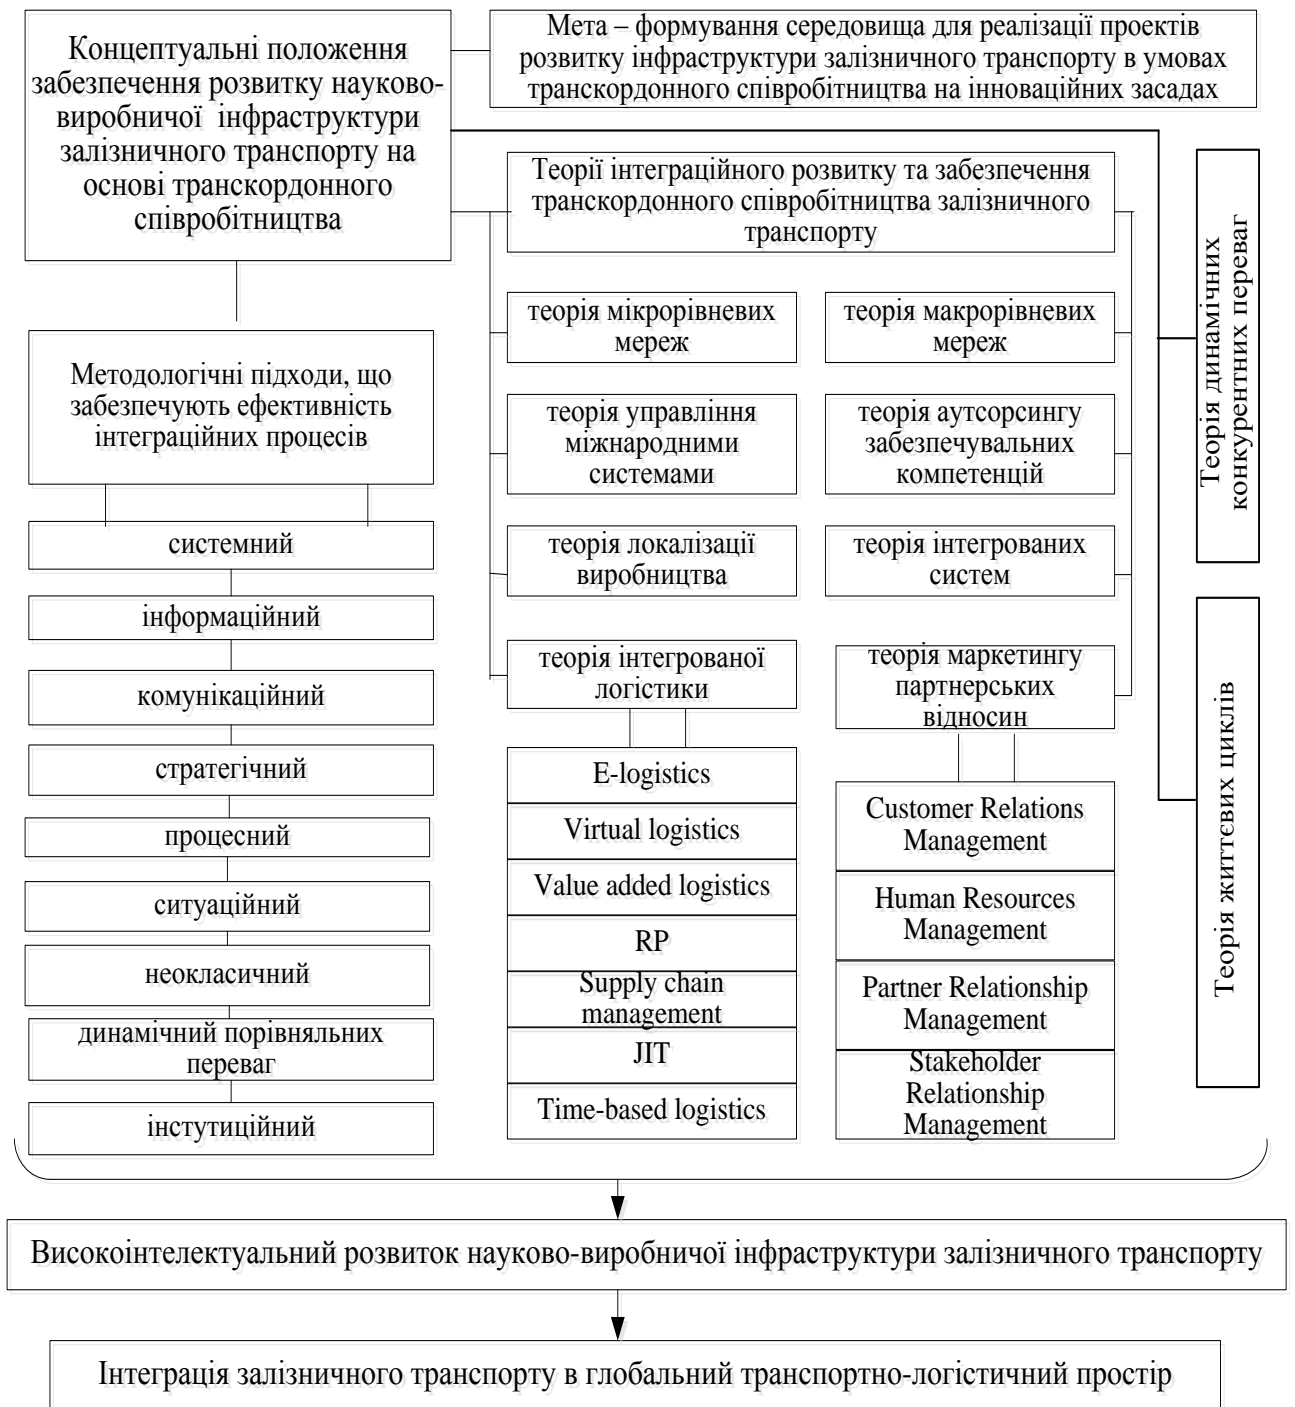 Концептуальні положення
забезпечення розвитку науково-
виробничої інфраструктури
залізничного транспорту на
основі транскордонного
співробітництва
Мета – формування середовища для реалізації проектів
розвитку інфраструктури залізничного транспорту в умовах
транскордонного співробітництва на інноваційних засадах
Теорії інтеграційного розвитку та забезпечення
транскордонного співробітництва залізничного
транспорту
Методологічні підходи, що
забезпечують ефективність
інтеграційних процесів
системний
інформаційний
комунікаційний
стратегічний
процесний
ситуаційний
неокласичний
динамічний порівняльних
переваг
інстутиційний
теорія мікрорівневих
мереж
теорія управління
міжнародними
системами
теорія локалізації
виробництва
теорія інтегрованої
логістики
E-logistics
Virtual logistics
Value added logistics
RP
Supply chain
management
JIT
Time-based logistics
теорія макрорівневих
мереж
теорія аутсорсингу
забезпечувальних
компетенцій
теорія інтегрованих
систем
теорія маркетингу
партнерських
відносин
Customer Relations
Management
Human Resources
Management
Partner Relationship
Management
Stakeholder
Relationship
Management
Теорія динамічних
конкурентних переваг
Теорія життєвих циклів
Високоінтелектуальний розвиток науково-виробничої інфраструктури залізничного транспорту
Інтеграція залізничного транспорту в глобальний транспортно-логістичний простір